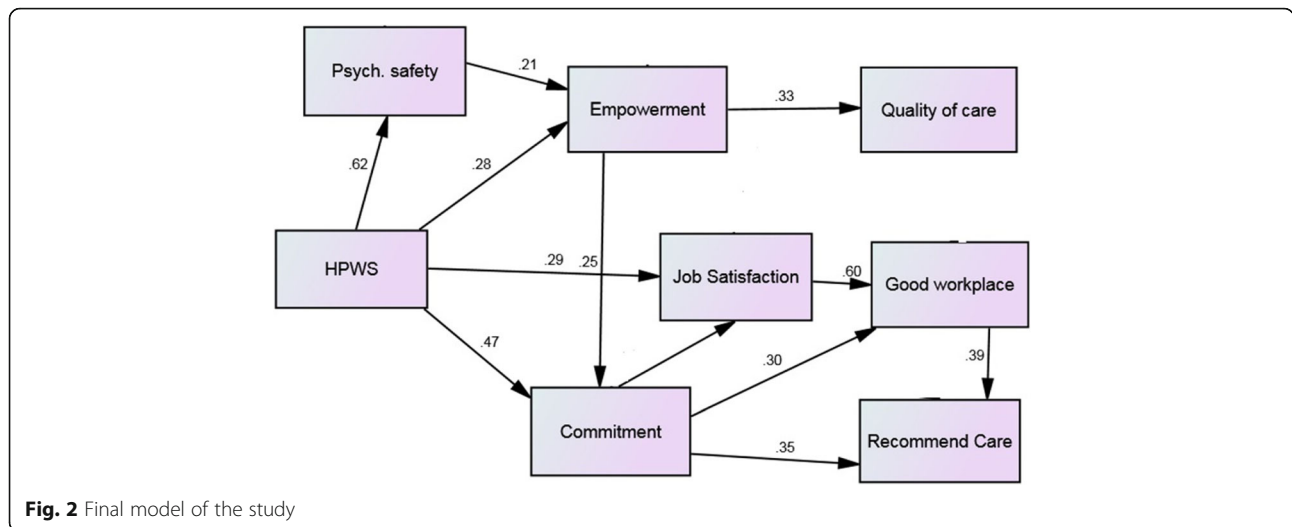 Psych. safety
.21
Empowerment
.33
Quality of care
.62
.28
HPWS
.29
.25
Job Satisfaction
.60
Good workplace
.47
.30
.39
Commitment
.35
Recommend Care
Fig. 2 Final model of the study